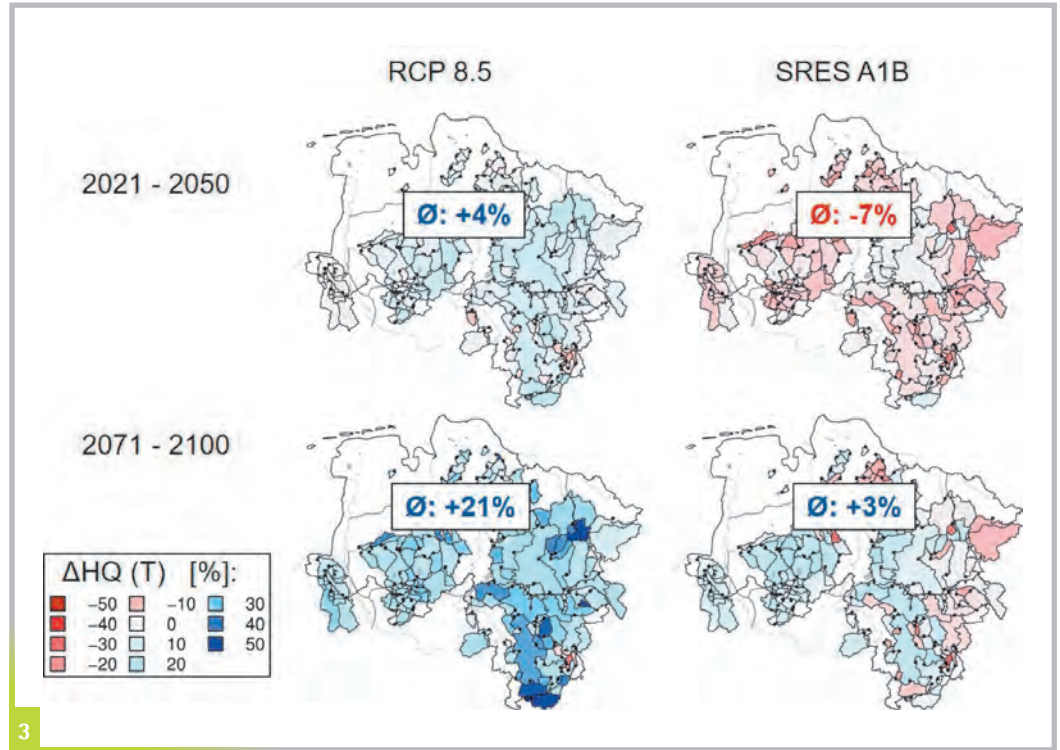 RCP 8.5 SRES A1B
2021 - 2050
Ø: +4%
Ø: -7%
2071 - 2100
Ø: +21%
Ø: +3%
ΔHQ (T) [%]:
−50 −10 30
−40 0 40
−30 10 50
−20 20
3